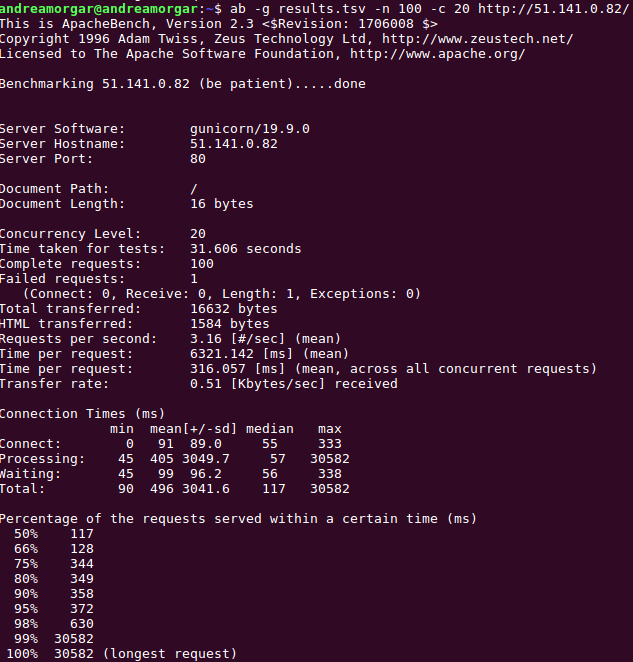 andreamorgar@andreamorgar:~$ ab -g results.tsv -n 100 -c 20 http://51.141.0.82/
This is ApacheBench, Version 2.3 <$Revision: 1706008 $>
Copyright 1996 Adam Twiss, Zeus Technology Ltd, http://www.zeustech.net/
Licensed to The Apache Software Foundation, http://www.apache.org/

Benchmarking 51.141.0.82 (be patient).....done


Server Software:        gunicorn/19.9.0
Server Hostname:        51.141.0.82
Server Port:            80

Document Path:          /
Document Length:        16 bytes

Concurrency Level:      20
Time taken for tests:   31.606 seconds
Complete requests:      100
Failed requests:        1
   (Connect: 0, Receive: 0, Length: 1, Exceptions: 0)
Total transferred:      16632 bytes
HTML transferred:       1584 bytes
Requests per second:    3.16 [#/sec] (mean)
Time per request:       6321.142 [ms] (mean)
Time per request:       316.057 [ms] (mean, across all concurrent requests)
Transfer rate:          0.51 [Kbytes/sec] received

Connection Times (ms)
              min  mean[+/-sd] median   max
Connect:        0   91  89.0     55     333
Processing:    45  405 3049.7     57   30582
Waiting:       45   99  96.2     56     338
Total:         90  496 3041.6    117   30582

Percentage of the requests served within a certain time (ms)
  50%    117
  66%    128
  75%    344
  80%    349
  90%    358
  95%    372
  98%    630
  99%  30582
 100%  30582 (longest request)